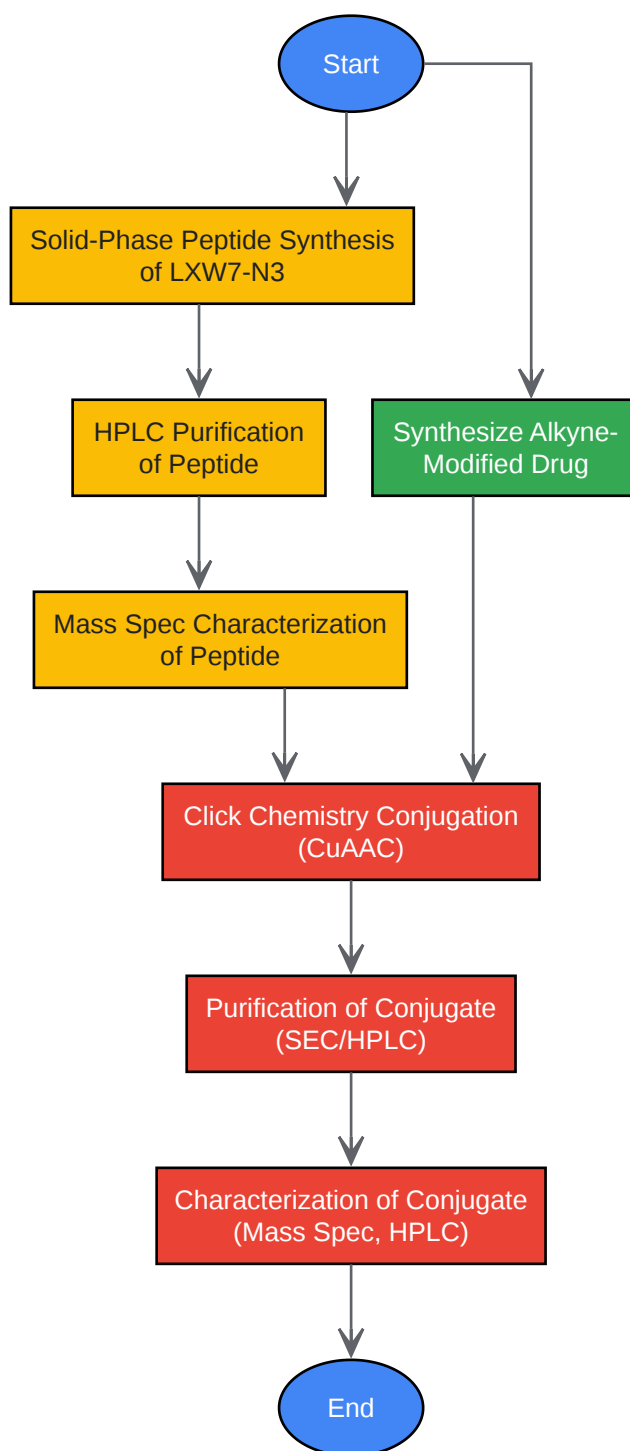 Start
Solid-Phase Peptide Synthesis
of LXW7-N3
HPLC Purification
of Peptide
Synthesize Alkyne-
Modified Drug
Mass Spec Characterization
of Peptide
Click Chemistry Conjugation
(CuAAC)
Purification of Conjugate
(SEC/HPLC)
Characterization of Conjugate
(Mass Spec, HPLC)
End